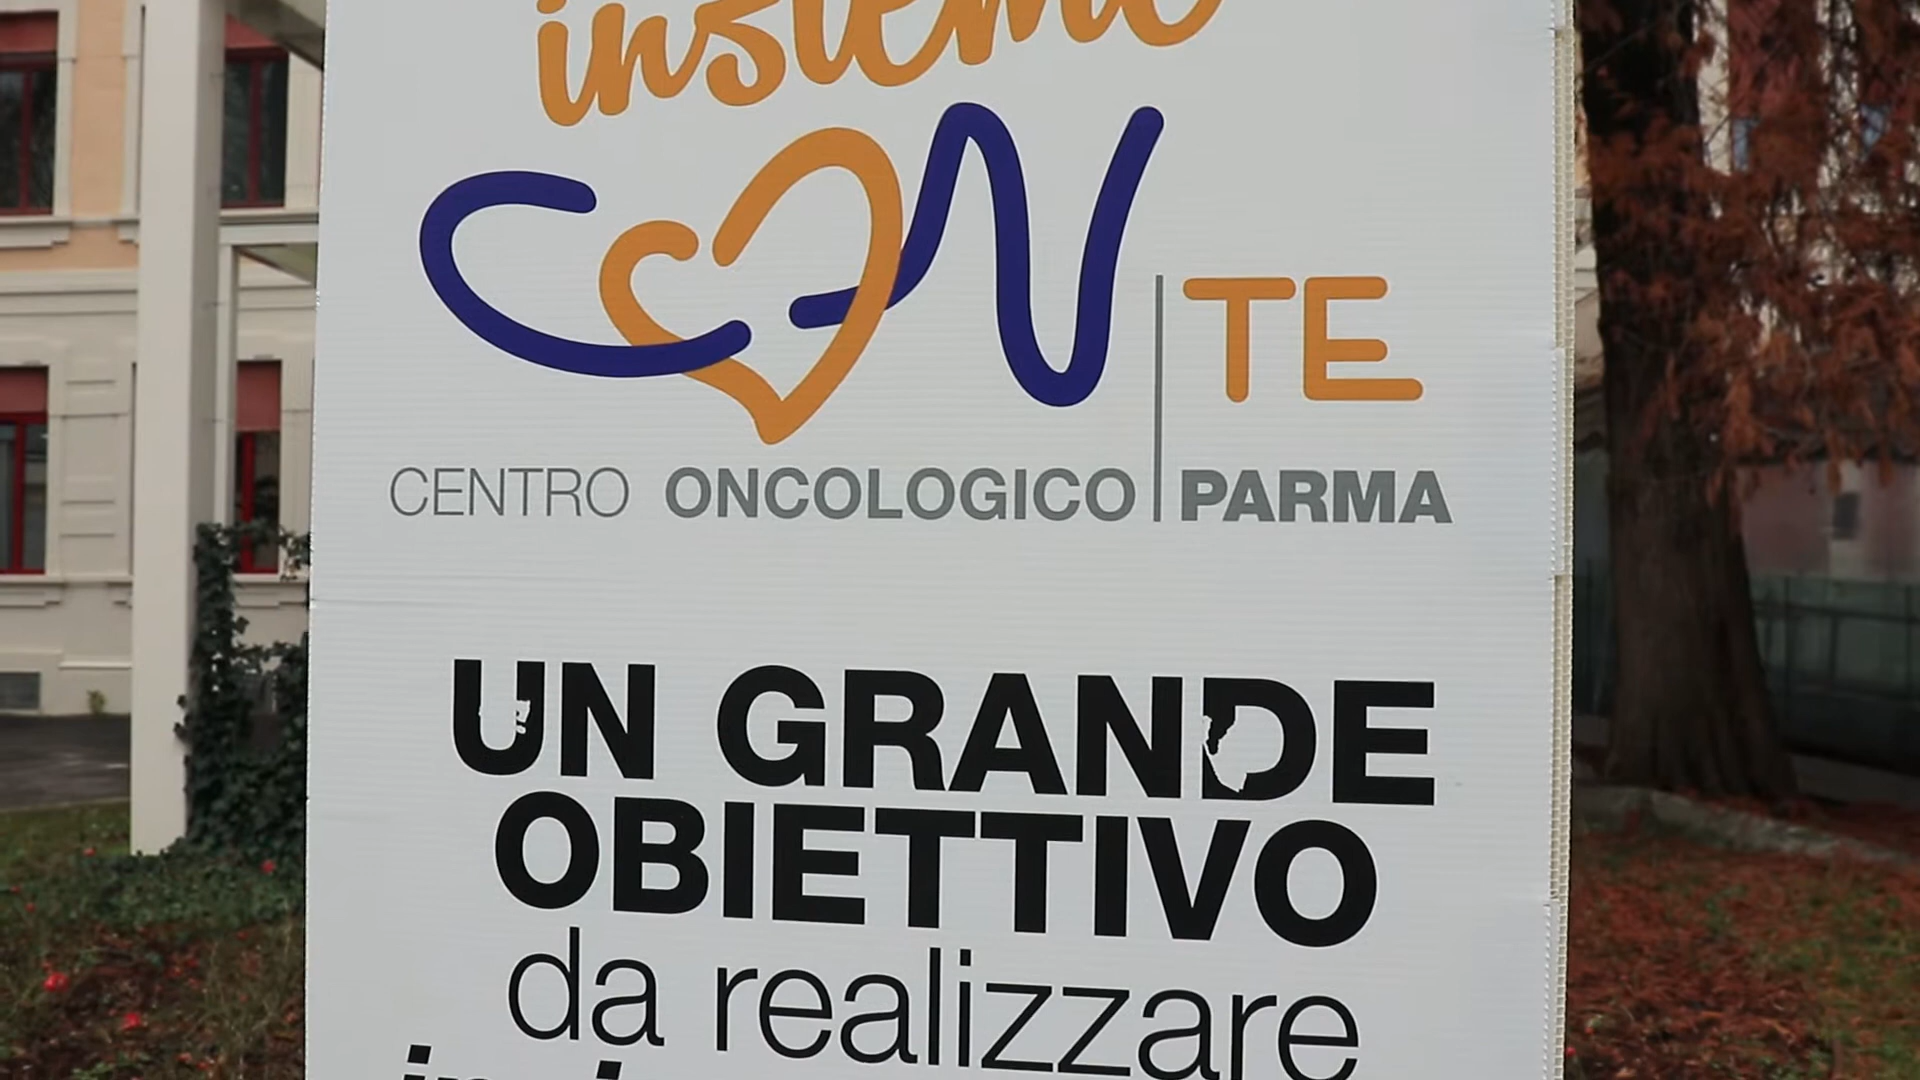 insieme
CON TE
CENTRO ONCOLOGICO PARMA
UN GRANDE
OBIETTIVO
da realizzare